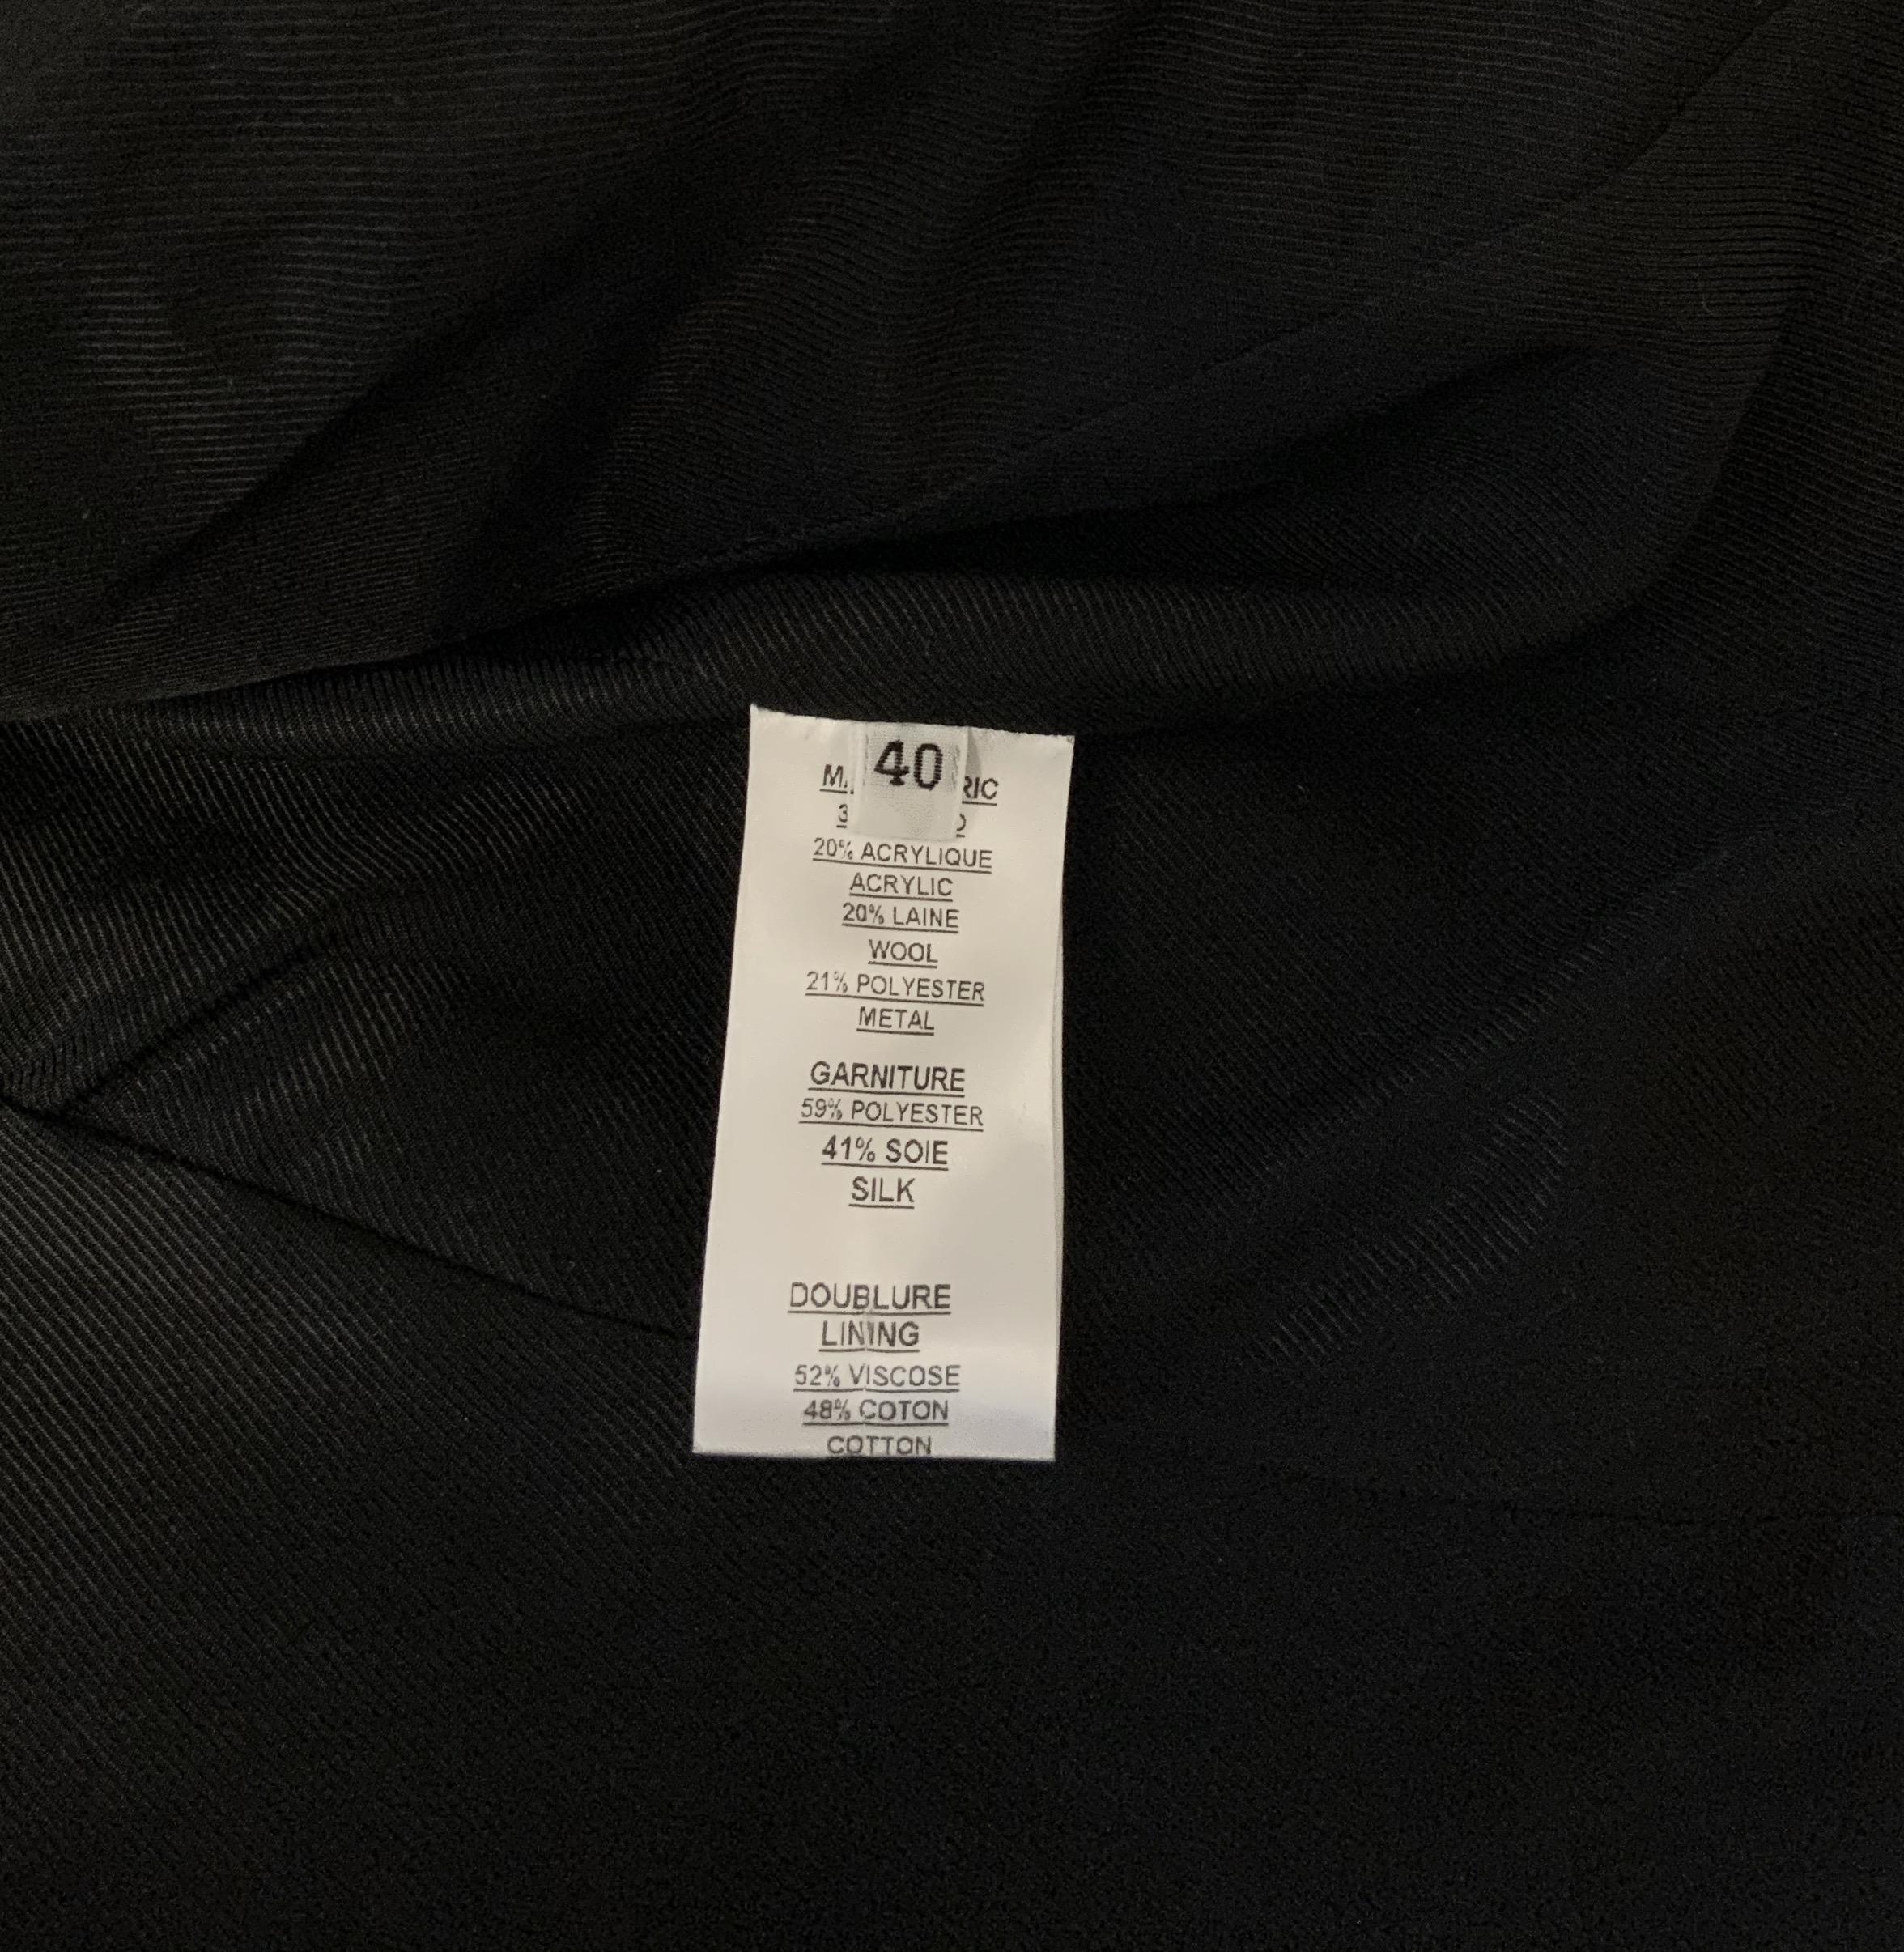 40
20% ACRYLIQUE
ACRYLIC
20% LAINE
WOOL
21% POLYESTER
METAL
GARNITURE
59% POLYESTER
41% SOIE
SILK
DOUBLURE
LINING
52% VISCOSE
48% COTON
COTTON